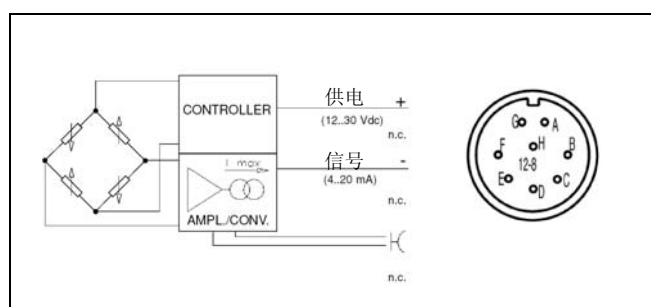 供电 +
CONTROLLER
(12..30 Vdc)
n.c.
信号 -
I max
(4..20 mA)
AMPL./CONV.
n.c.
n.c.
G A
F H B
12-8
E C
D